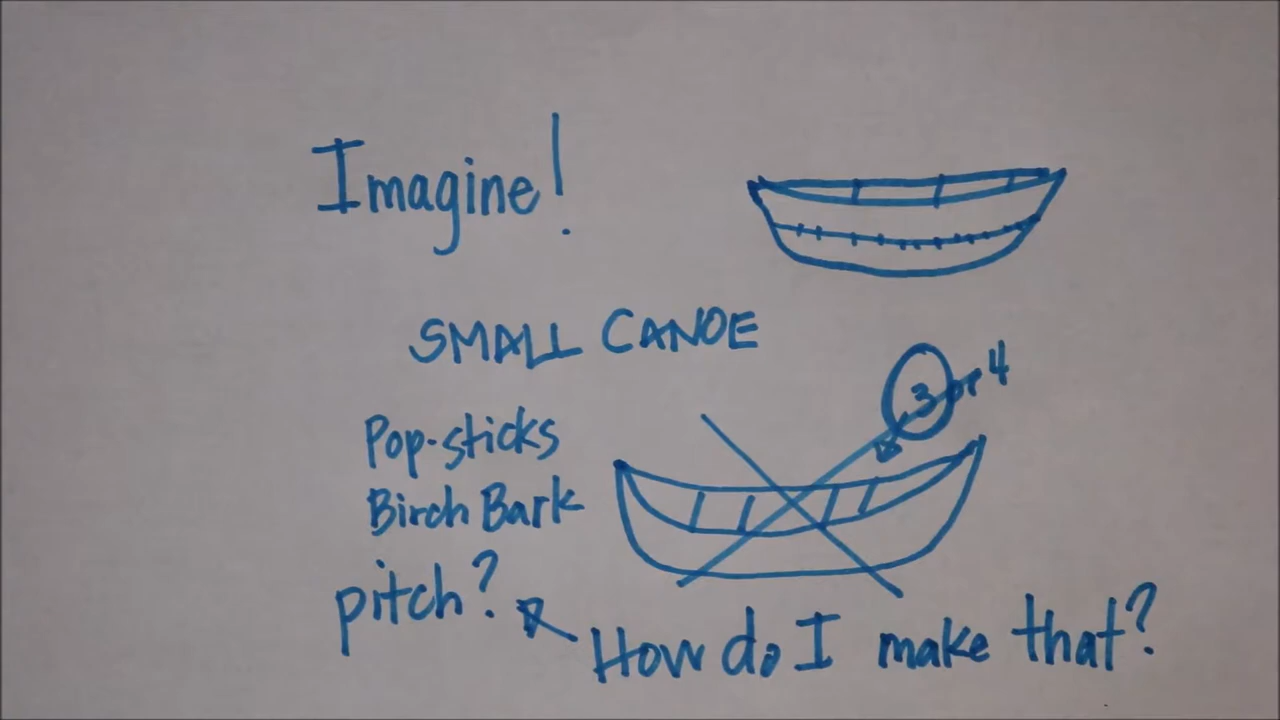 Imagine!
SMALL CANOE
3 or 4
Pop-sticks
Birch Bark
pitch?
How do I make that?